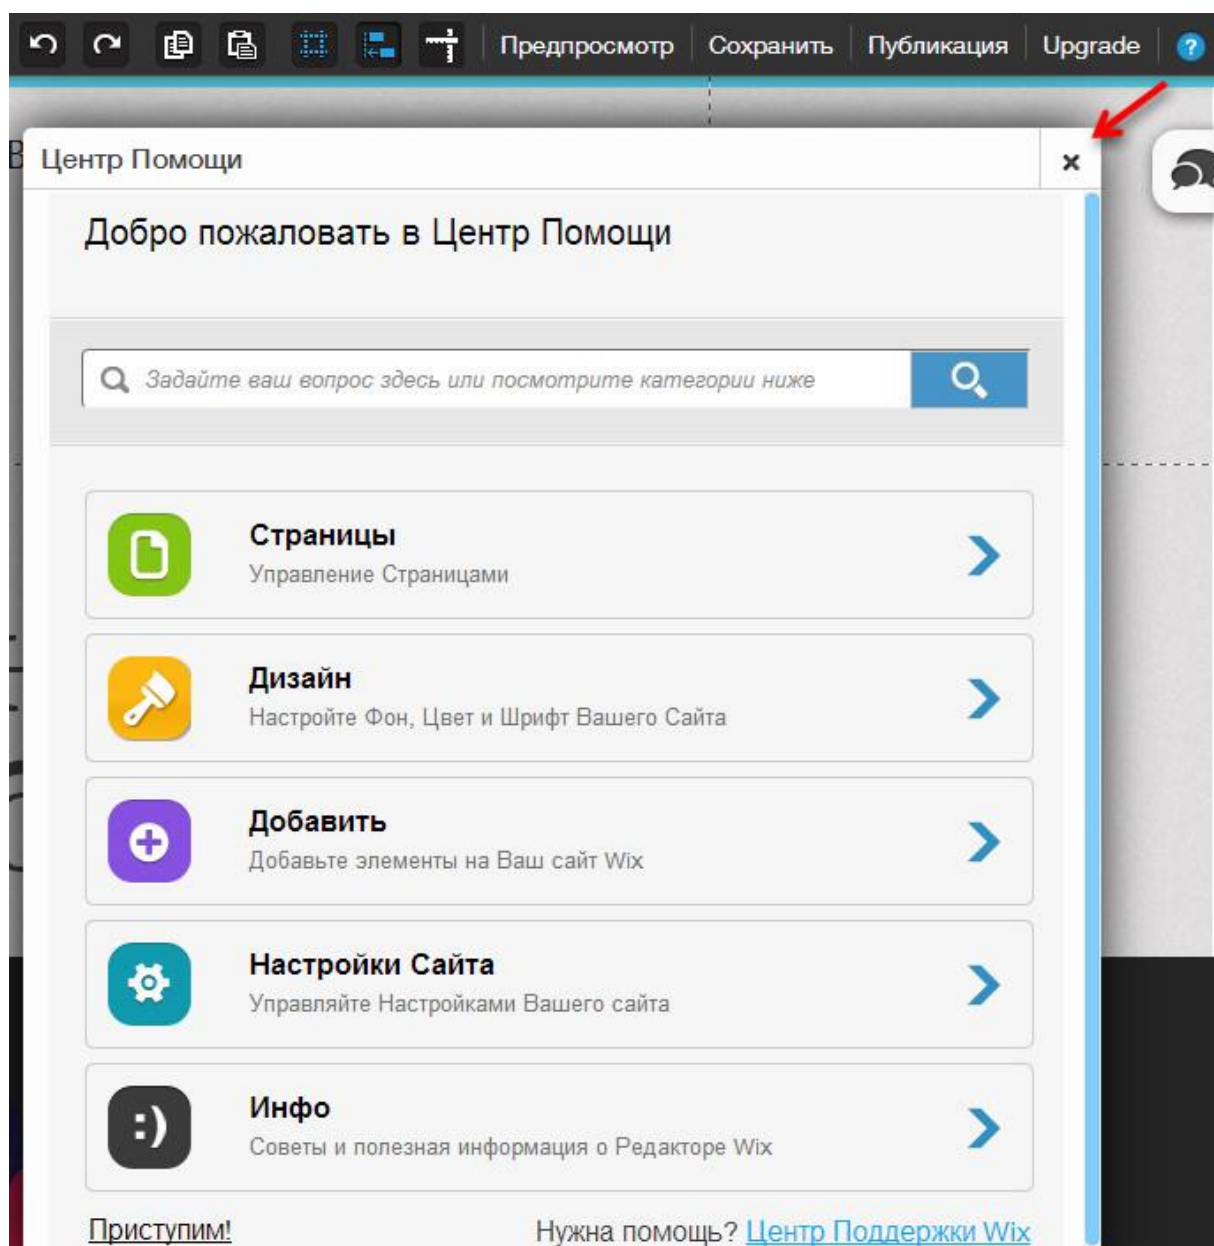 Предпросмотр Сохранить Публикация Upgrade ?
Центр Помощи ×
Добро пожаловать в Центр Помощи
Задайте ваш вопрос здесь или посмотрите категории ниже
Страницы
Управление Страницами
Дизайн
Настройте Фон, Цвет и Шрифт Вашего Сайта
Добавить
Добавьте элементы на Ваш сайт Wix
Настройки Сайта
Управляйте Настройками Вашего сайта
:)
Инфо
Советы и полезная информация о Редакторе Wix
Приступим! Нужна помощь? Центр Поддержки Wix